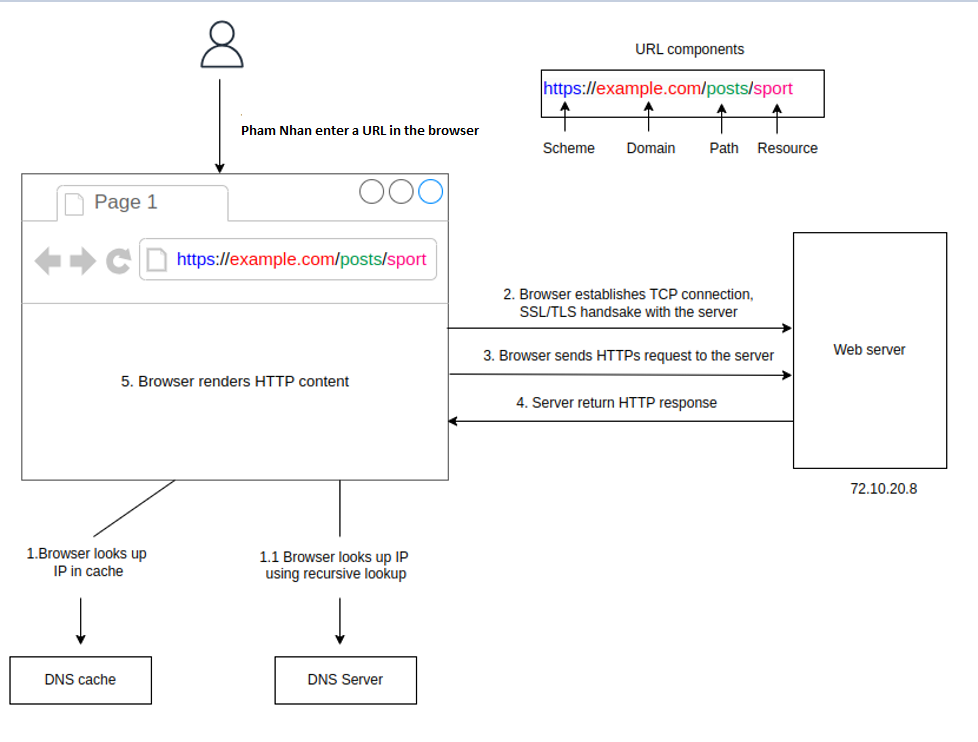 URL components
https://example.com/posts/sport
Scheme Domain Path Resource
Pham Nhan enter a URL in the browser
Page 1
https://example.com/posts/sport
2. Browser establishes TCP connection,
SSL/TLS handsake with the server
3. Browser sends HTTPs request to the server
4. Server return HTTP response
Web server
5. Browser renders HTTP content
72.10.20.8
1.Browser looks up
IP in cache
1.1 Browser looks up IP
using recursive lookup
DNS cache
DNS Server